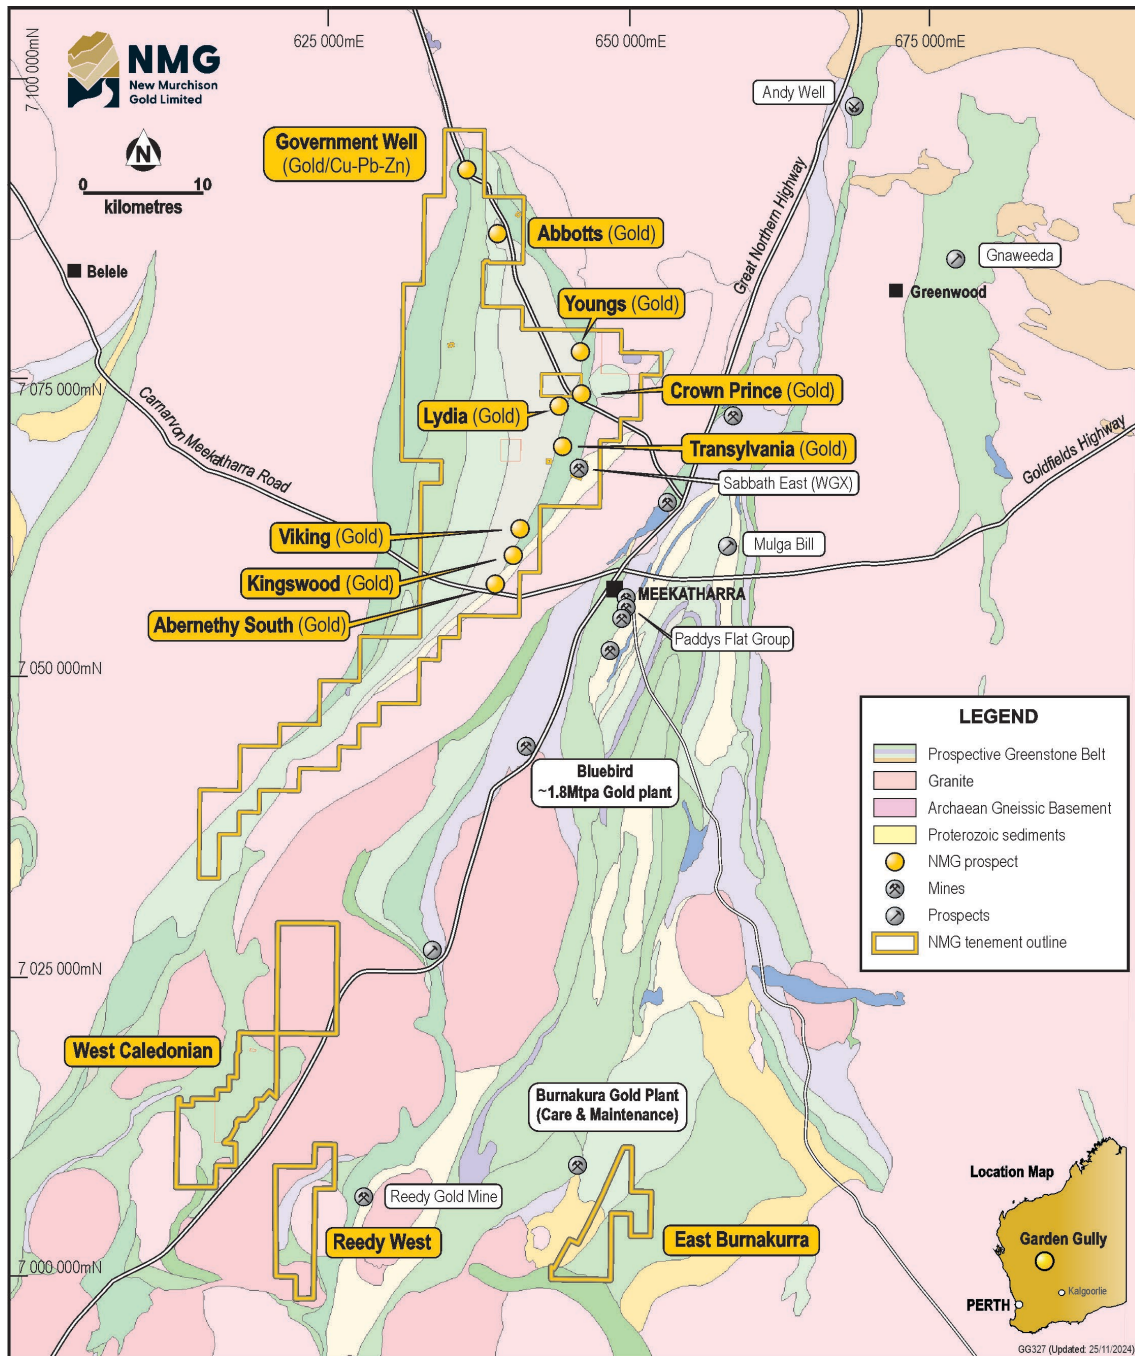 625 000mE
650 000mE
675 000mE
7 100 000mN
NMG
New Murchison
Gold Limited
N
0 10
kilometres
Andy Well
Government Well
(Gold/Cu-Pb-Zn)
Great Northern Highway
Abbotts (Gold)
Gnaweeda
Belele
Greenwood
Youngs (Gold)
7 075 000mN
Crown Prince (Gold)
Carnarvon Meekatharra Road
Lydia (Gold)
Transylvania (Gold)
Goldfields Highway
Sabbath East (WGX)
Viking (Gold)
Mulga Bill
Kingswood (Gold)
MEEKATHARRA
Abernethy South (Gold)
Paddys Flat Group
7 050 000mN
LEGEND
Prospective Greenstone Belt
Granite
Archaean Gneissic Basement
Proterozoic sediments
NMG prospect
Mines
Prospects
NMG tenement outline
Bluebird
~1.8Mtpa Gold plant
7 025 000mN
West Caledonian
Burnakura Gold Plant
(Care & Maintenance)
Reedy Gold Mine
Reedy West
East Burnakurra
7 000 000mN
Location Map
Garden Gully
Kalgoorlie
PERTH
GG327 (Updated: 25/11/2024)